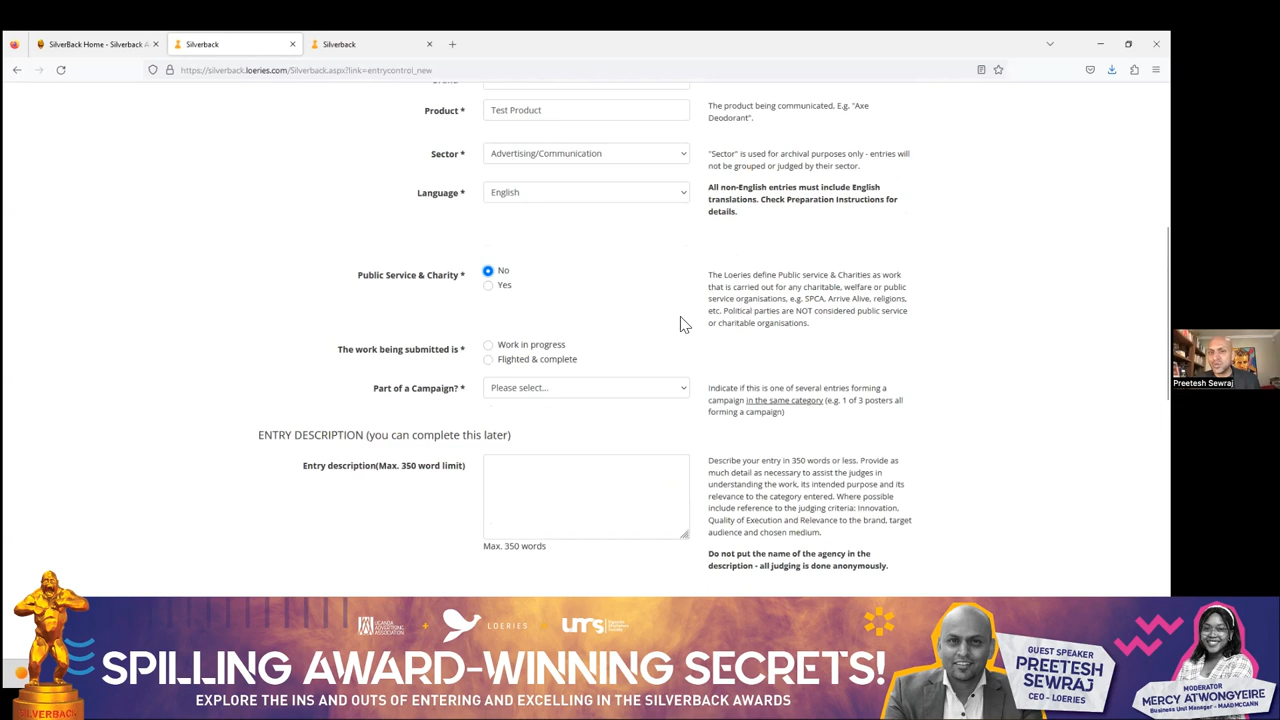 SilverBack Home - Silverback A
Silverback
Silverback
https://silverback.loeries.com/Silverback.aspx?link=entrycontrol_new
Product *
Test Product
The product being communicated, E.g. "Axe
Deodorant".
Sector *
Advertising/Communication
"Sector" is used for archival purposes only - entries will
not be grouped or judged by their sector.
Language *
English
All non-English entries must include English
translations. Check Preparation Instructions for
details.
Public Service & Charity *
No
Yes
The Loeries define Public service & Charities as work
that is carried out for any charitable, welfare or public
service organisations, e.g. SPCA, Arrive Alive, religions,
etc. Political parties are NOT considered public service
or charitable organisations.
The work being submitted is *
Work in progress
Flighted & complete
Part of a Campaign? *
Please select...
Indicate if this is one of several entries forming a
campaign in the same category (e.g. 1 of 3 posters all
forming a campaign)
ENTRY DESCRIPTION (you can complete this later)
Entry description(Max. 350 word limit)
Max. 350 words
Describe your entry in 350 words or less. Provide as
much detail as necessary to assist the judges in
understanding the work, its intended purpose and its
relevance to the category entered. Where possible
include reference to the judging criteria: Innovation,
Quality of Execution and Relevance to the brand, target
audience and chosen medium.
Do not put the name of the agency in the
description - all judging is done anonymously.
Preetesh Sewraj
UGANDA
ADVERTISING
ASSOCIATION
+
LOERIES
+
ums
SPILLING AWARD-WINNING SECRETS!
EXPLORE THE INS AND OUTS OF ENTERING AND EXCELLING IN THE SILVERBACK AWARDS
SILVERBACK
GUEST SPEAKER
PREETESH
SEWRAJ
CEO - LOERIES
MODERATOR
MERCY ATWONGYEIRE
Business Unit Manager - MAAD MCCANN